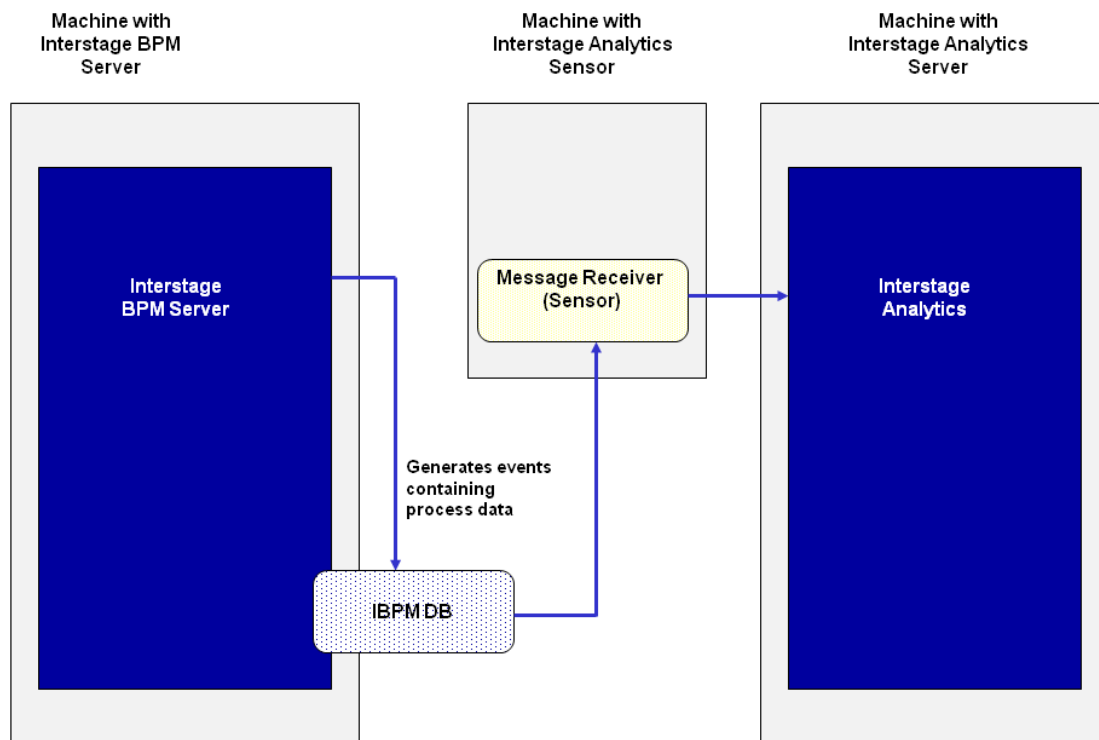 Machine with
Interstage BPM
Server
Machine with
Interstage Analytics
Sensor
Machine with
Interstage Analytics
Server
Interstage
BPM Server
Message Receiver
(Sensor)
Interstage
Analytics
Generates events
containing
process data
IBPM DB